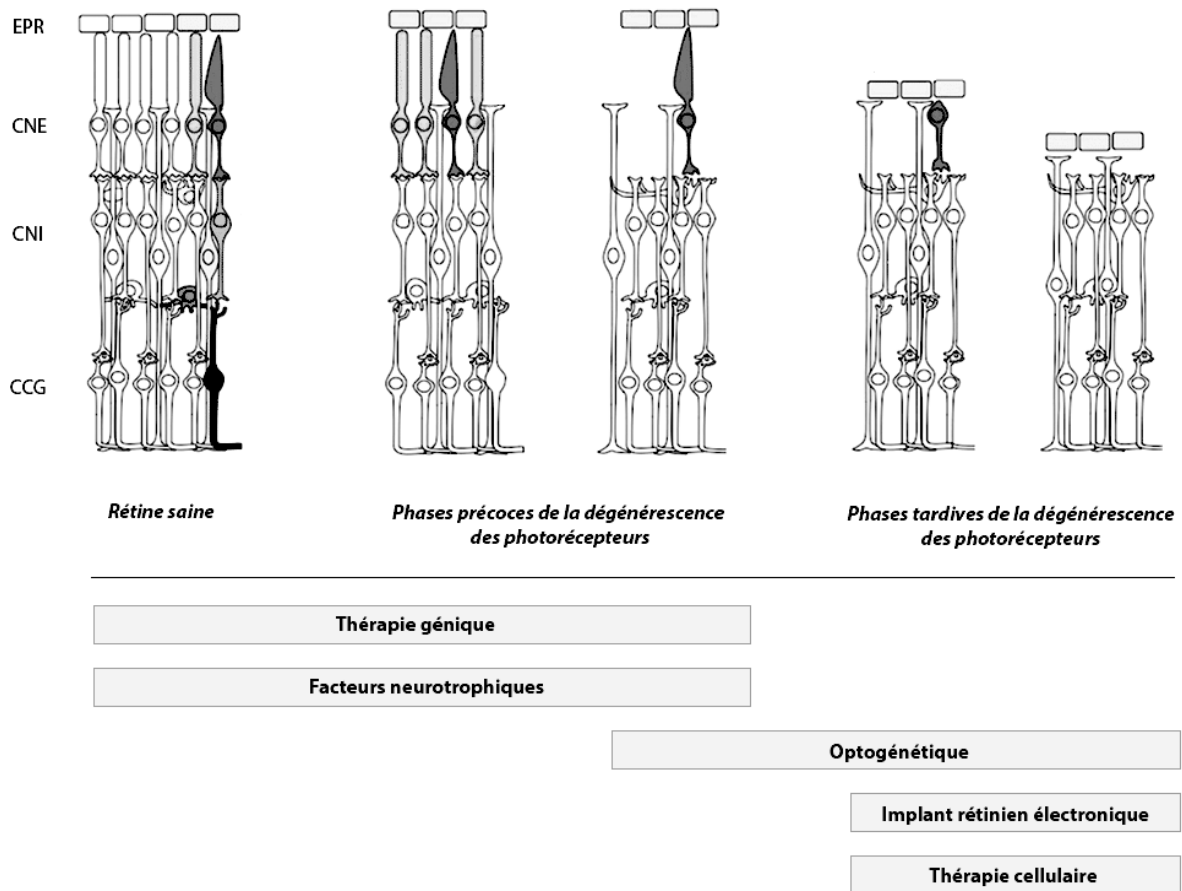 EPR
CNE
CNI
CCG
Rétine saine
Phases précoces de la dégénérescence
des photorécepteurs
Phases tardives de la dégénérescence
des photorécepteurs
Thérapie génique
Facteurs neurotrophiques
Optogénétique
Implant rétinien électronique
Thérapie cellulaire